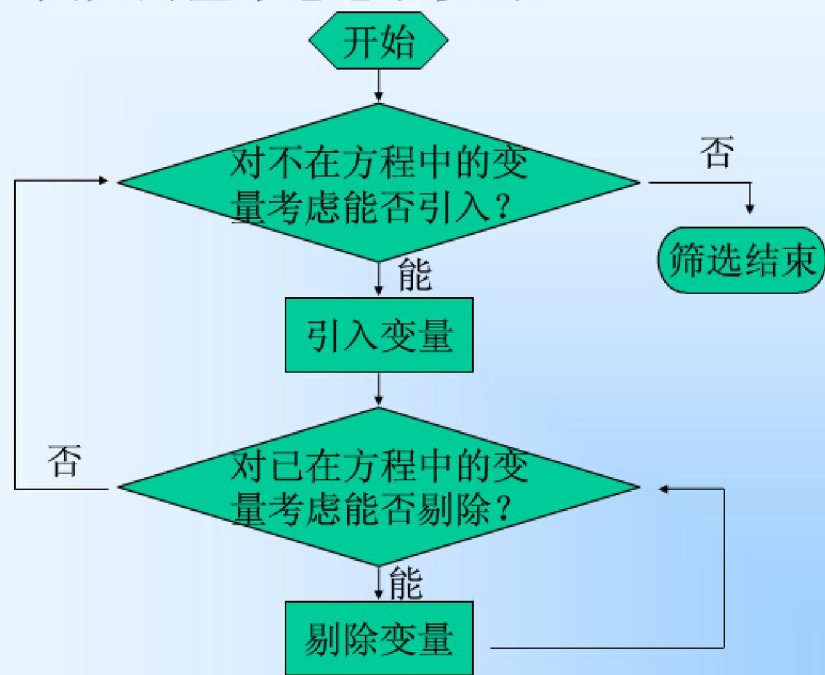 开始
对不在方程中的变
量考虑能否引入？
否
筛选结束
能
引入变量
否
对已在方程中的变
量考虑能否剔除？
能
剔除变量